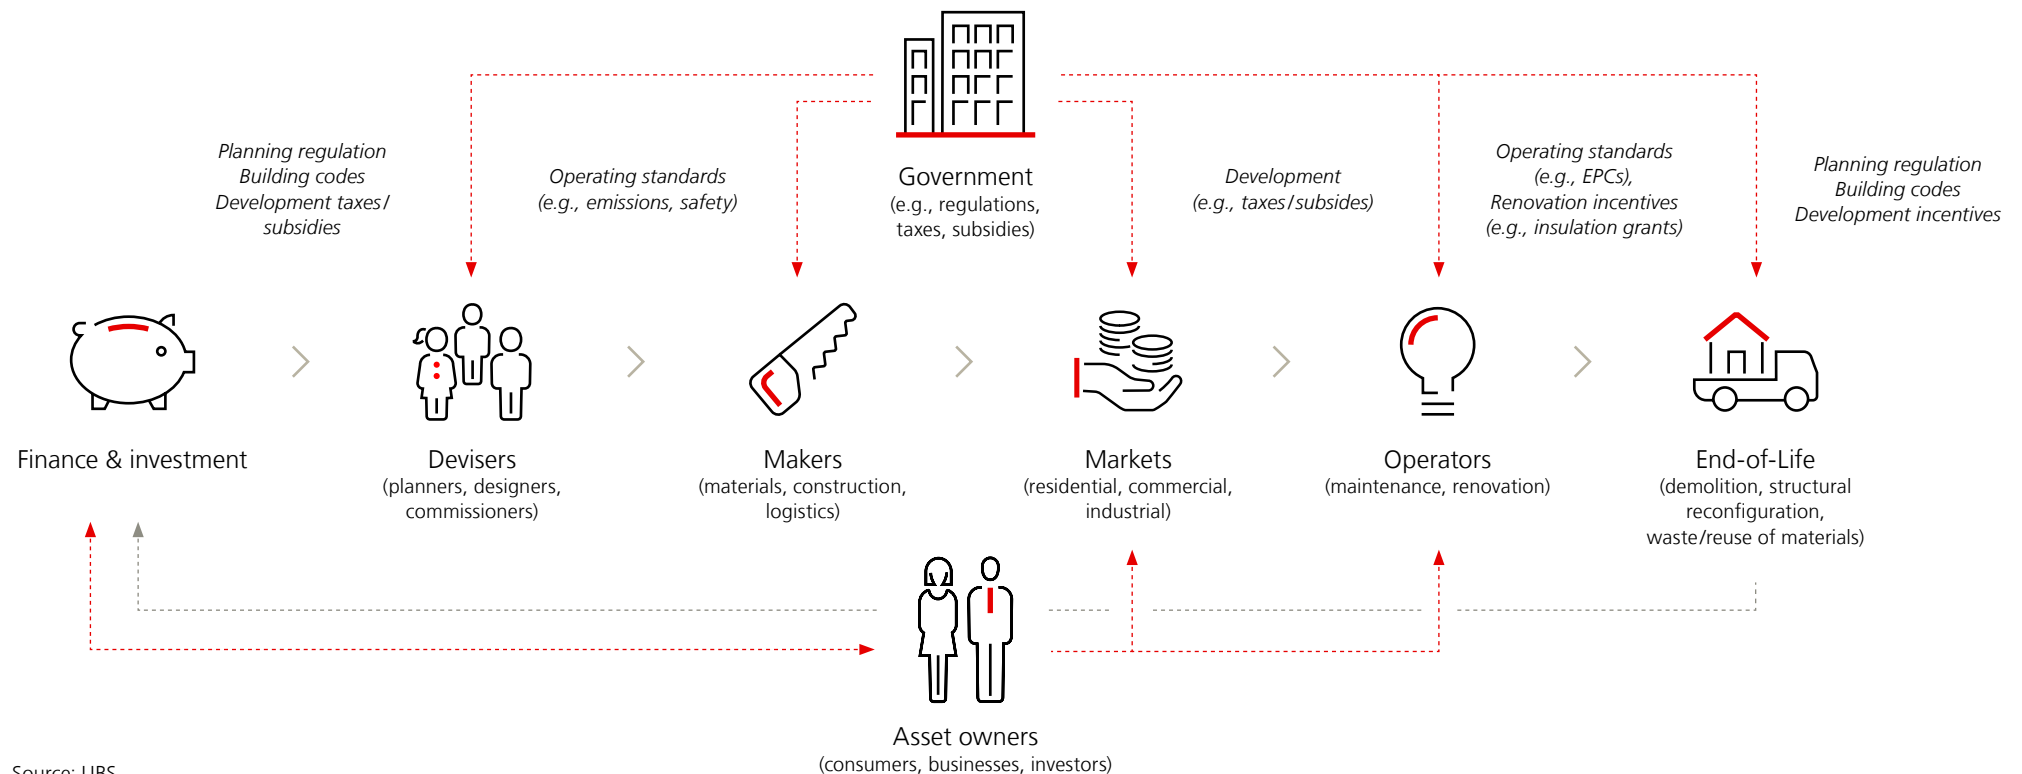 Planning regulation
Building codes
Development taxes/
subsidies
Operating standards
(e.g., emissions, safety)
Government
(e.g., regulations,
taxes, subsidies)
Development
(e.g., taxes/subsides)
Operating standards
(e.g., EPCs),
Renovation incentives
(e.g., insulation grants)
Planning regulation
Building codes
Development incentives
Finance & investment
Devisers
(planners, designers,
commissioners)
Makers
(materials, construction,
logistics)
Markets
(residential, commercial,
industrial)
Operators
(maintenance, renovation)
End-of-Life
(demolition, structural
reconfiguration,
waste/reuse of materials)
Asset owners
(consumers, businesses, investors)
Source: UBS